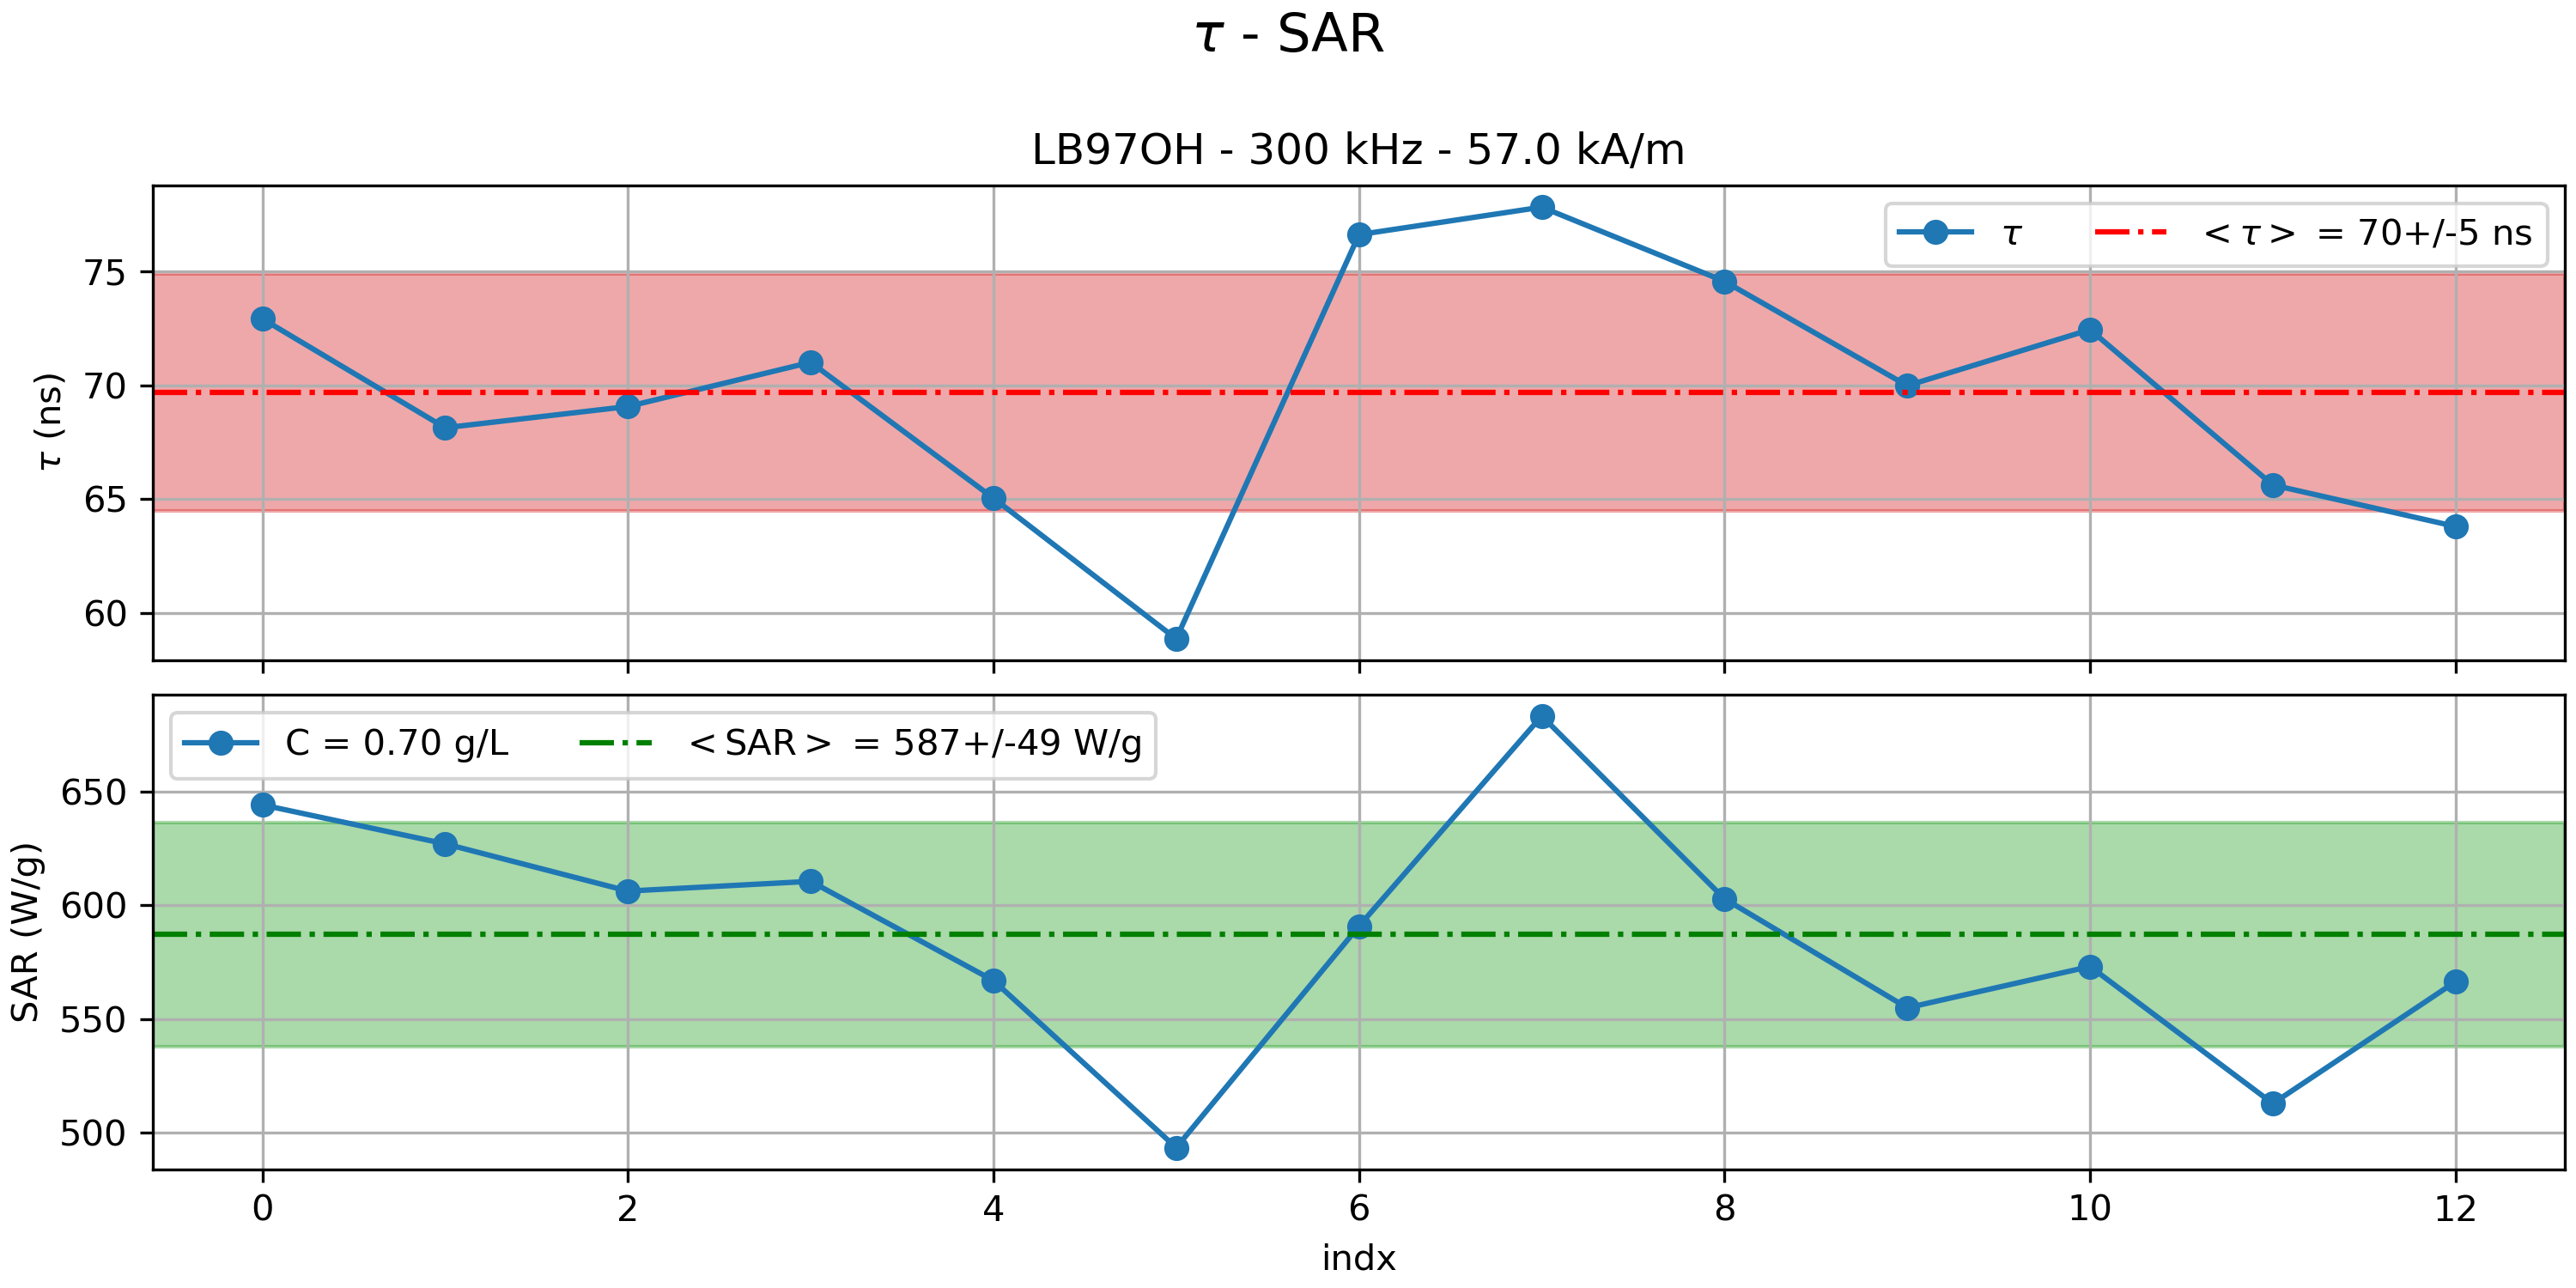 τ - SAR
LB97OH - 300 kHz - 57.0 kA/m
τ
< τ > = 70+/-5 ns
75
70
65
60
τ (ns)
C = 0.70 g/L
< SAR > = 587+/-49 W/g
650
600
550
500
SAR (W/g)
0 2 4 6 8 10 12
indx